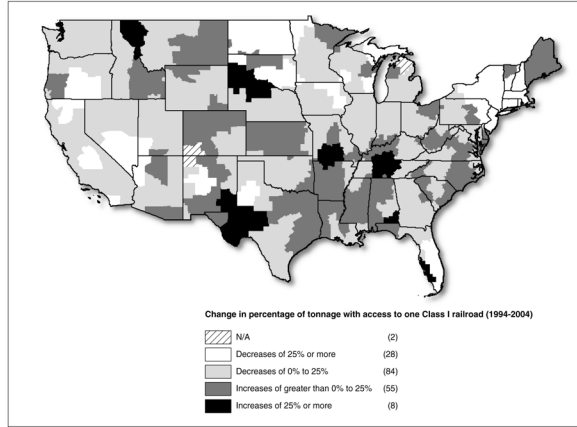 Change in percentage of tonnage with access to one Class I railroad (1994-2004)
N/A (2)
Decreases of 25% or more (28)
Decreases of 0% to 25% (84)
Increases of greater than 0% to 25% (55)
Increases of 25% or more (8)